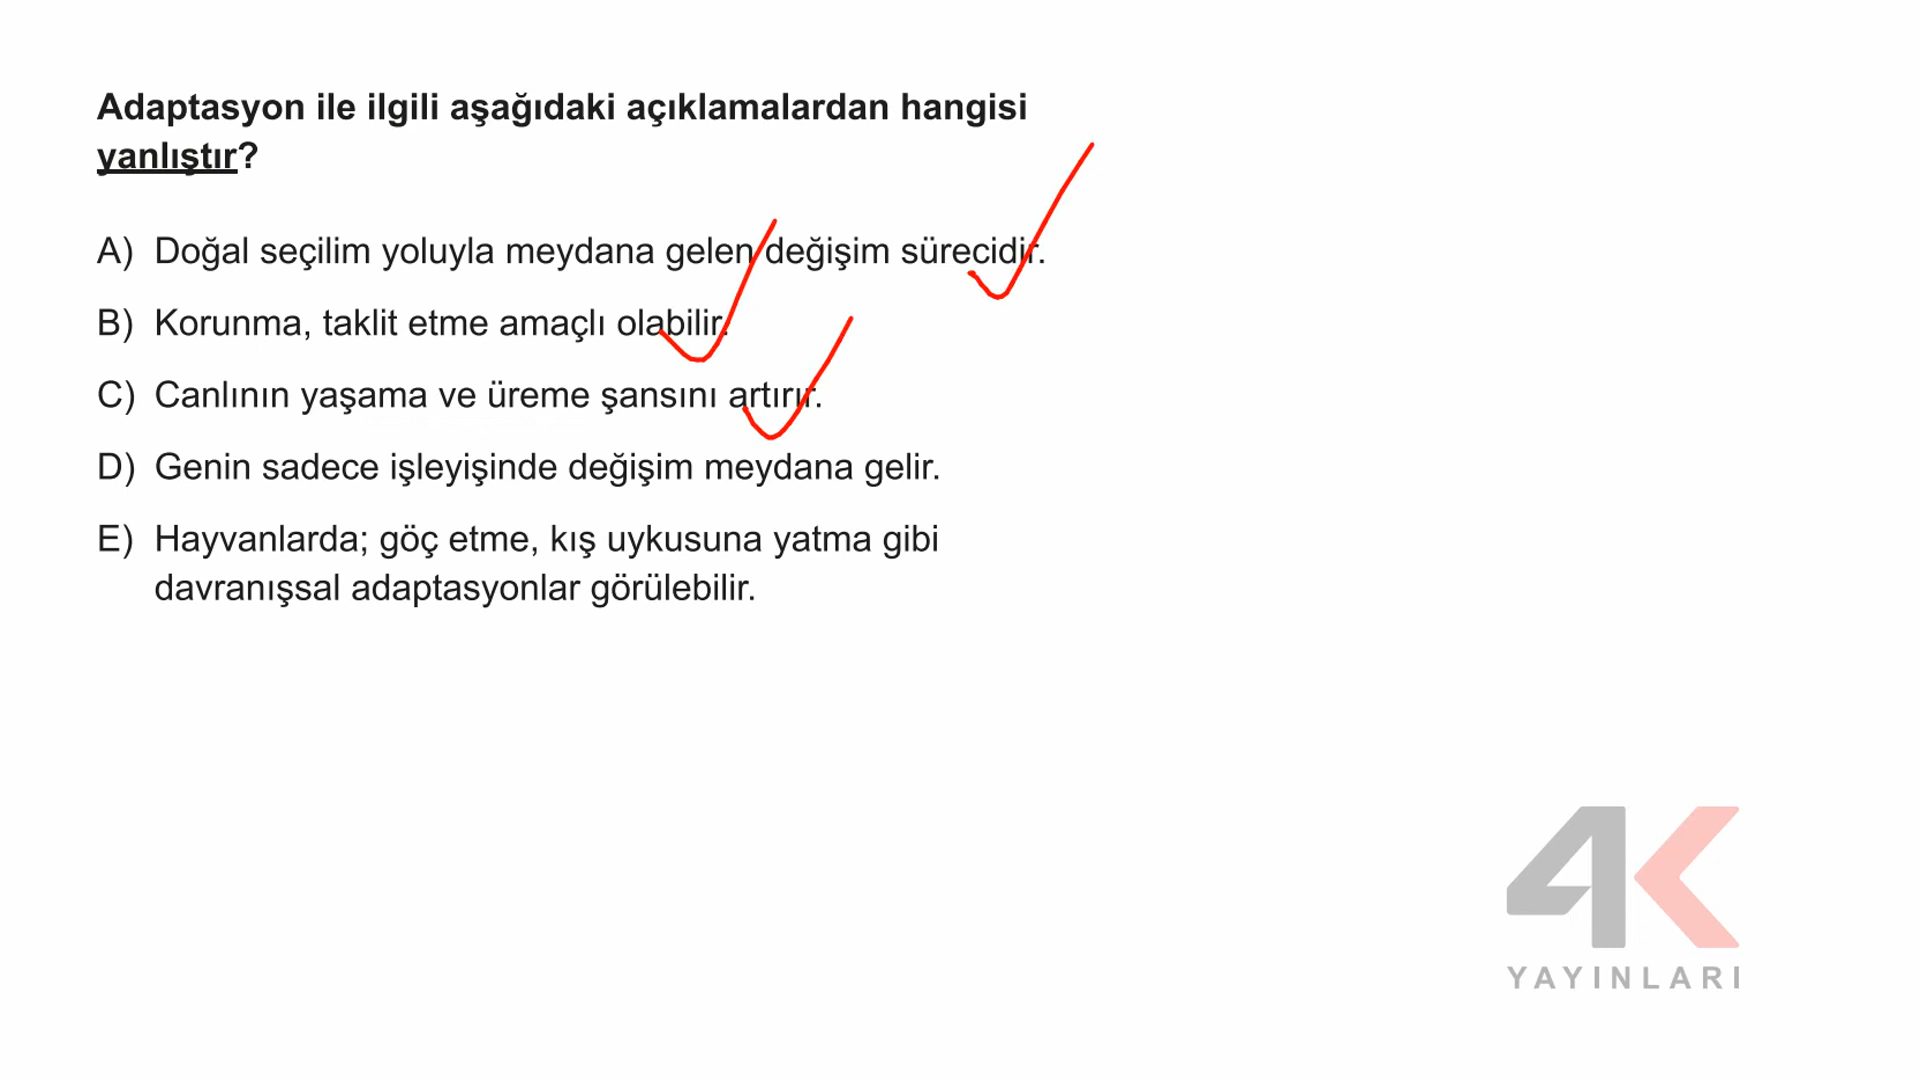 Adaptasyon ile ilgili aşağıdaki açıklamalardan hangisi
yanlıştır?
A) Doğal seçilim yoluyla meydana gelen değişim sürecidir.
B) Korunma, taklit etme amaçlı olabilir.
C) Canlının yaşama ve üreme şansını artırır.
D) Genin sadece işleyişinde değişim meydana gelir.
E) Hayvanlarda; göç etme, kış uykusuna yatma gibi
davranışsal adaptasyonlar görülebilir.
4K
YAYINLARI